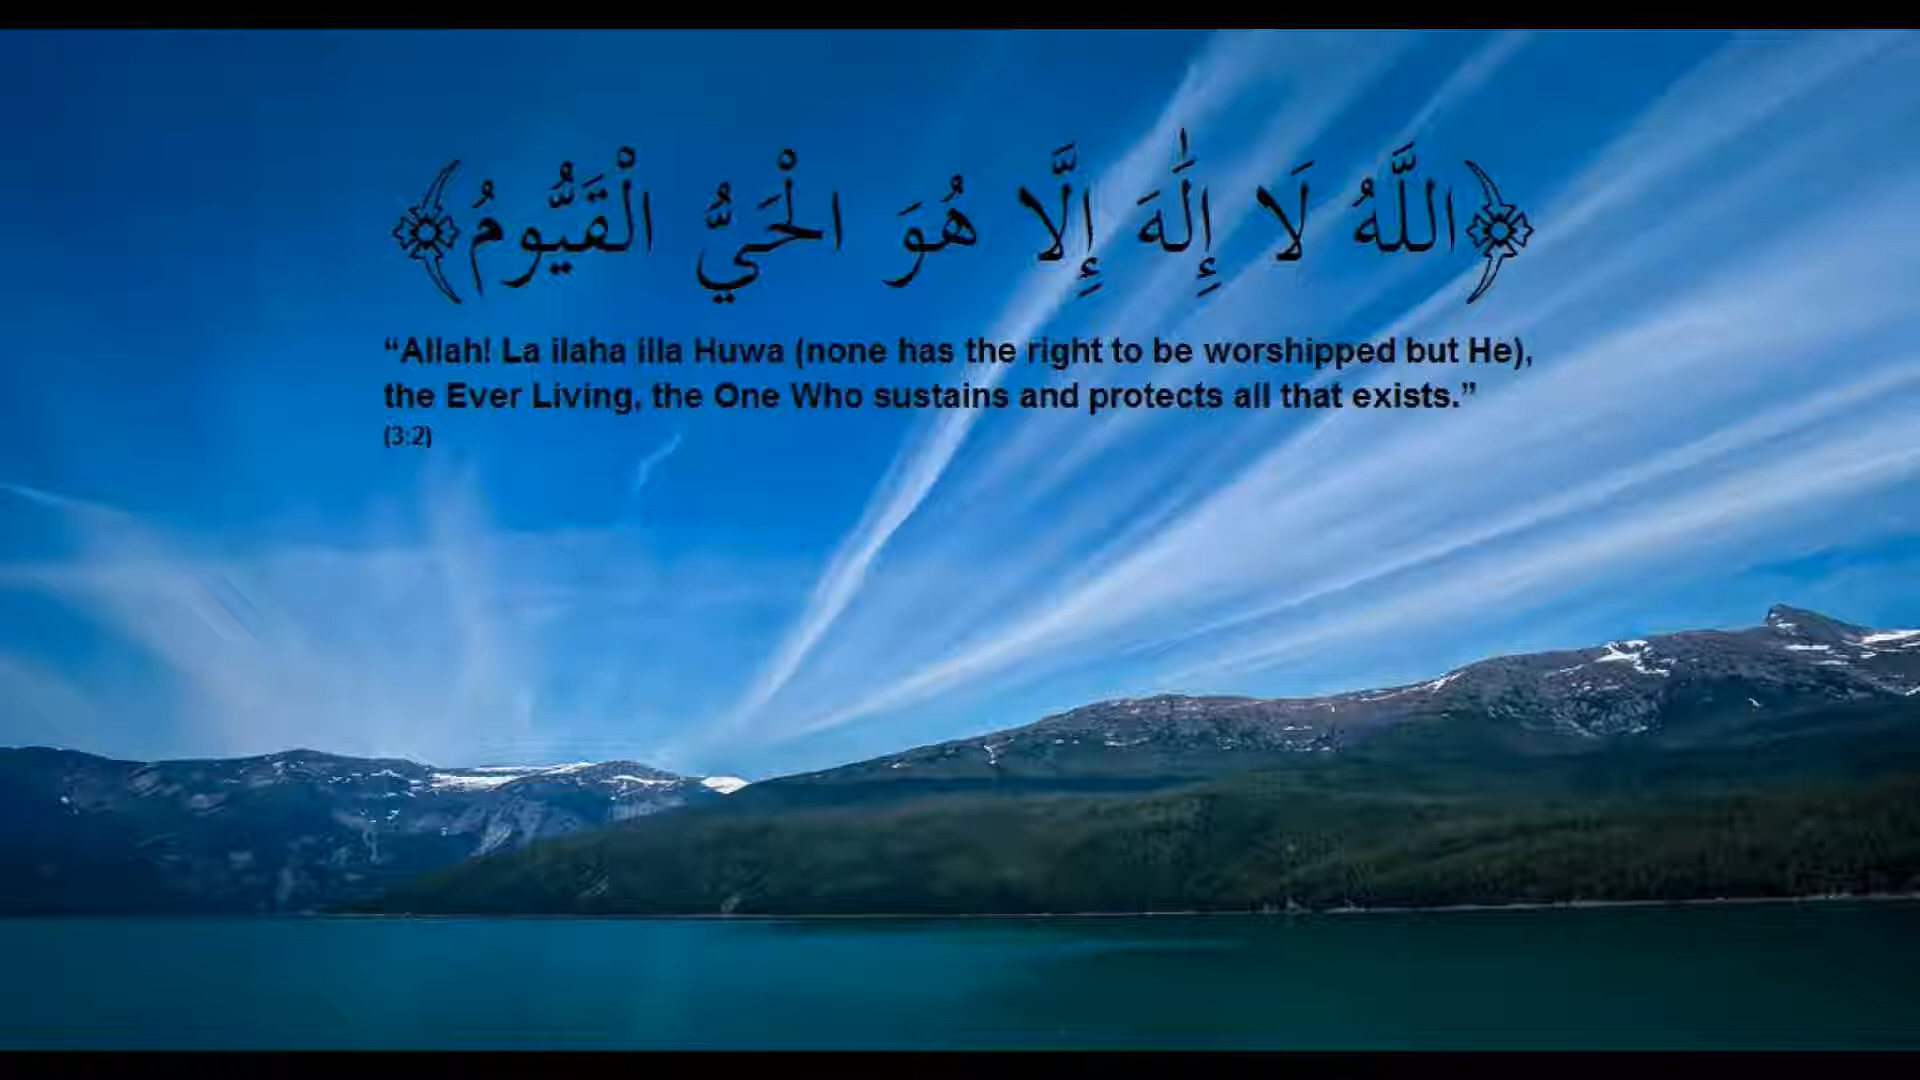 ﴿اللَّهُ لَا إِلَٰهَ إِلَّا هُوَ الْحَيُّ الْقَيُّومُ﴾
“Allah! La ilaha illa Huwa (none has the right to be worshipped but He),
the Ever Living, the One Who sustains and protects all that exists.”
(3:2)